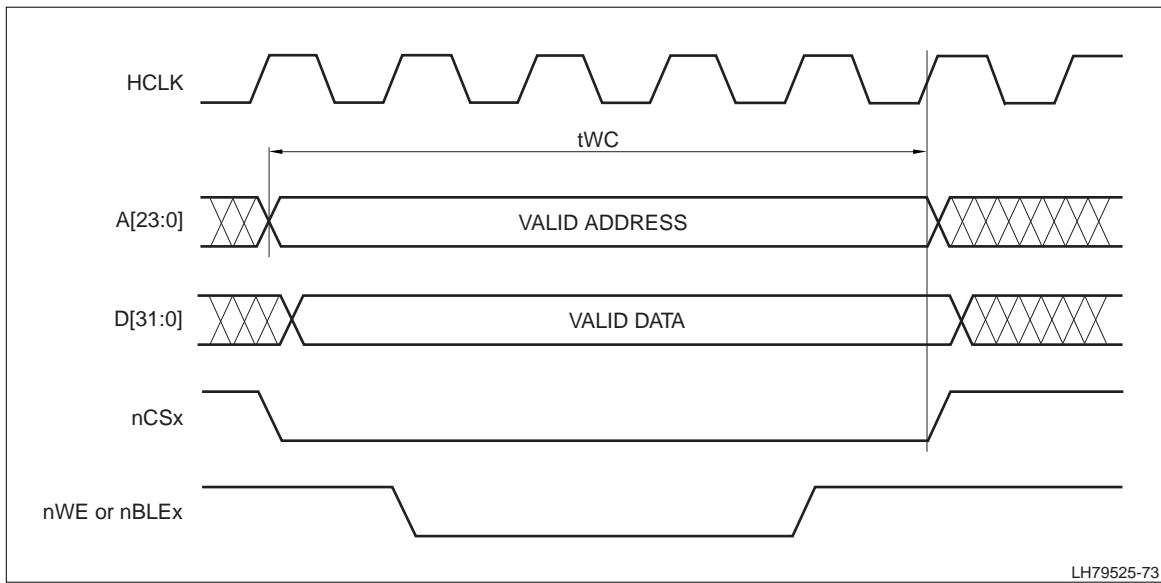 HCLK
tWC
A[23:0]
VALID ADDRESS
D[31:0]
VALID DATA
nCSx
nWE or nBLEx
LH79525-73